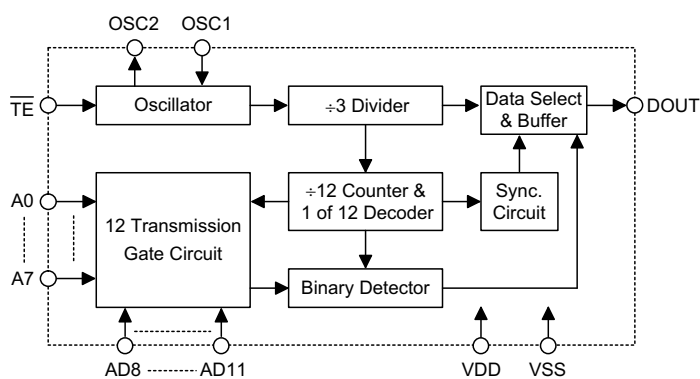 OSC2 OSC1
T̅E̅ Oscillator ÷3 Divider Data Select
& Buffer DOUT
A0 12 Transmission
Gate Circuit ÷12 Counter &
1 of 12 Decoder Sync.
Circuit
A7 Binary Detector
AD8 AD11 VDD VSS